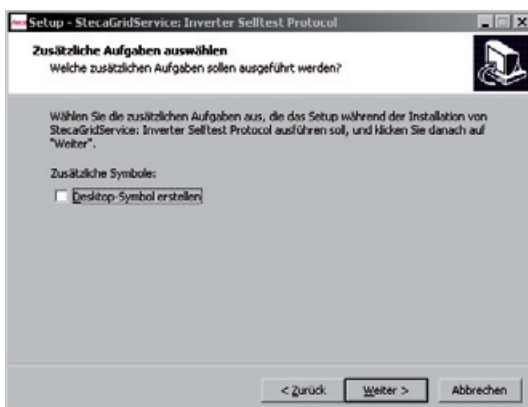 Setup - StecaGridService: Inverter Selftest Protocol
Zusätzliche Aufgaben auswählen
Welche zusätzlichen Aufgaben sollen ausgeführt werden?
Wählen Sie die zusätzlichen Aufgaben aus, die das Setup während der Installation von
StecaGridService: Inverter Selftest Protocol ausführen soll, und klicken Sie danach auf
"Weiter".
Zusätzliche Symbole:
Desktop-Symbol erstellen
< Zurück
Weiter >
Abbrechen